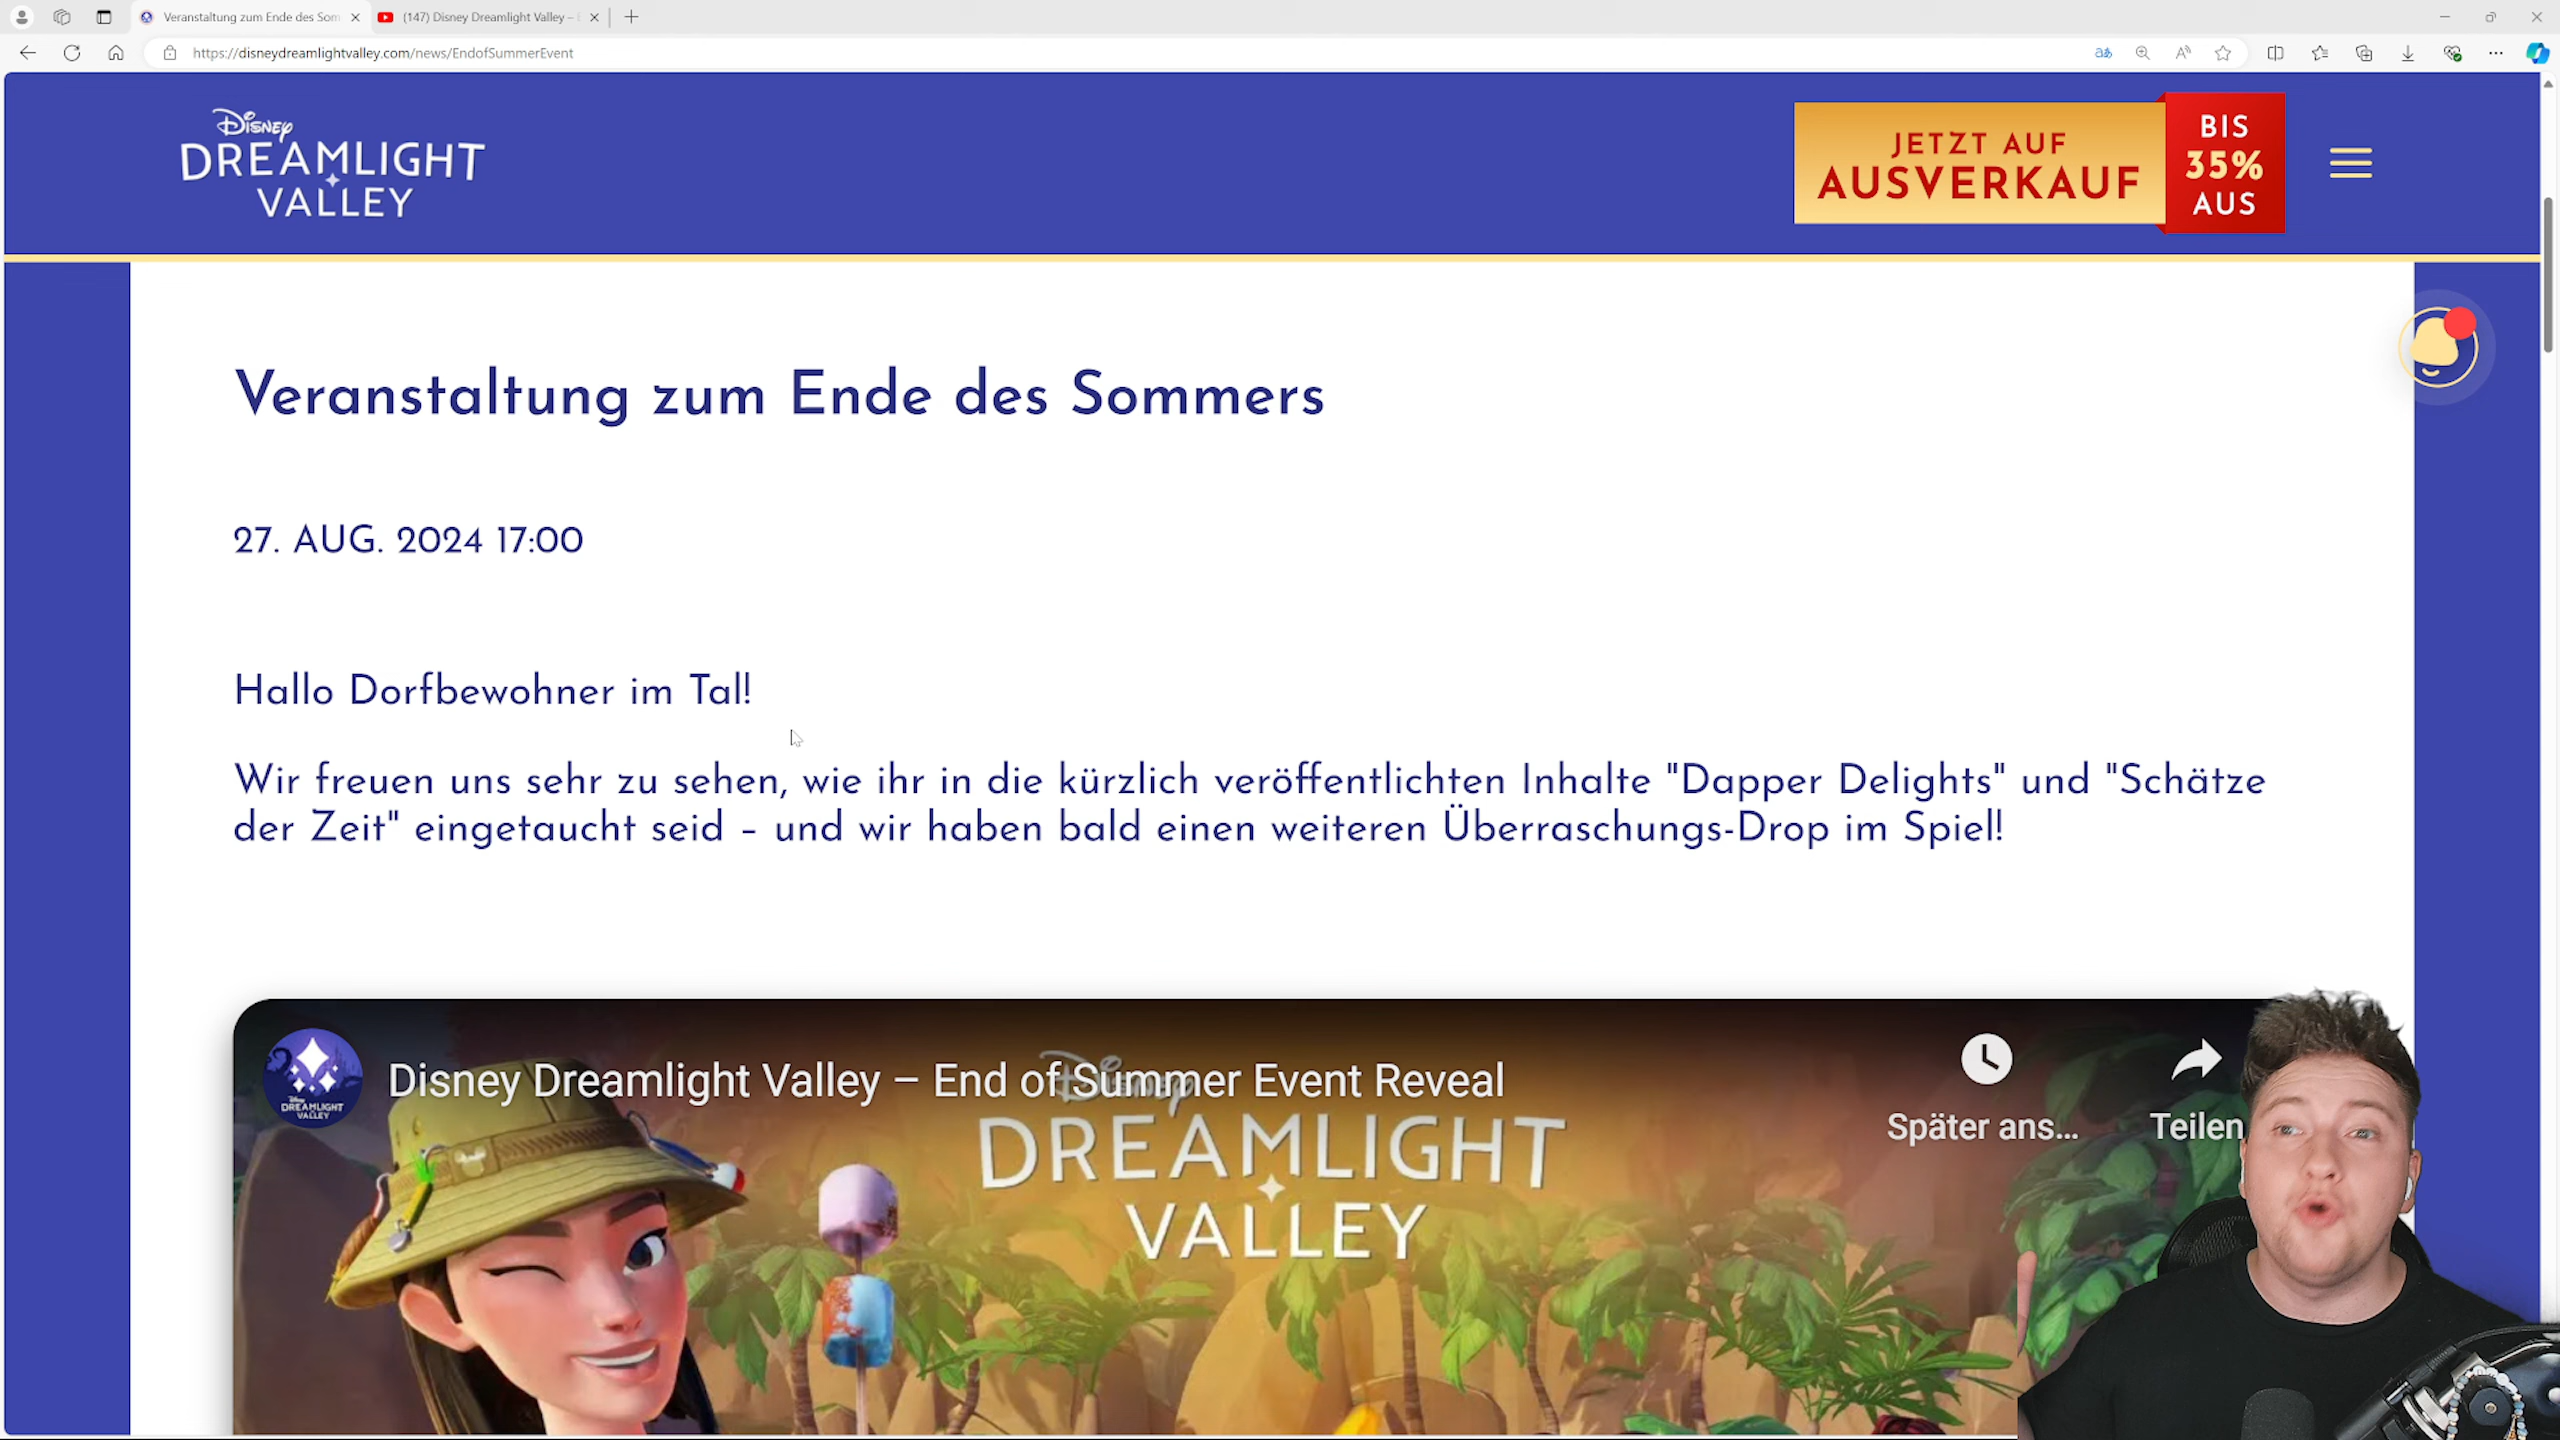 Veranstaltung zum Ende des Som
(147) Disney Dreamlight Valley –
https://disneydreamlightvalley.com/news/EndofSummerEvent
Disney
DREAMLIGHT
VALLEY
JETZT AUF
AUSVERKAUF
BIS
35%
AUS
Veranstaltung zum Ende des Sommers
27. AUG. 2024 17:00
Hallo Dorfbewohner im Tal!
Wir freuen uns sehr zu sehen, wie ihr in die kürzlich veröffentlichten Inhalte "Dapper Delights" und "Schätze
der Zeit" eingetaucht seid – und wir haben bald einen weiteren Überraschungs-Drop im Spiel!
Disney
DREAMLIGHT
VALLEY
Disney Dreamlight Valley – End of Summer Event Reveal
Später ans...
Teilen
Disney
DREAMLIGHT
VALLEY